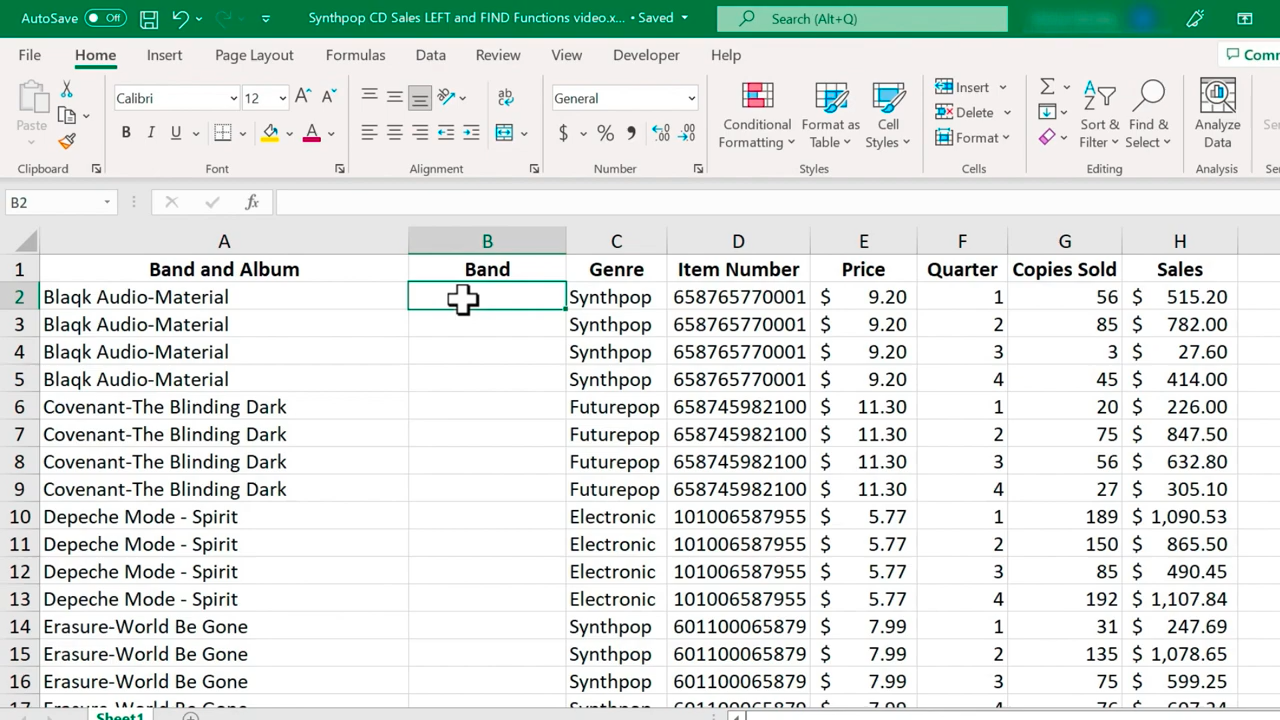 AutoSave Off Synthpop CD Sales LEFT and FIND Functions video.x... • Saved Search (Alt+Q)
File Home Insert Page Layout Formulas Data Review View Developer Help Comm
Paste Calibri 12 General Conditional Formatting Format as Table Cell Styles Insert Delete Format Sort & Filter Find & Select Analyze Data
Clipboard Font Alignment Number Styles Cells Editing Analysis
B2 fx
A B C D E F G H
1 Band and Album Band Genre Item Number Price Quarter Copies Sold Sales
2 Blaqk Audio-Material Synthpop 658765770001 $ 9.20 1 56 $ 515.20
3 Blaqk Audio-Material Synthpop 658765770001 $ 9.20 2 85 $ 782.00
4 Blaqk Audio-Material Synthpop 658765770001 $ 9.20 3 3 $ 27.60
5 Blaqk Audio-Material Synthpop 658765770001 $ 9.20 4 45 $ 414.00
6 Covenant-The Blinding Dark Futurepop 658745982100 $ 11.30 1 20 $ 226.00
7 Covenant-The Blinding Dark Futurepop 658745982100 $ 11.30 2 75 $ 847.50
8 Covenant-The Blinding Dark Futurepop 658745982100 $ 11.30 3 56 $ 632.80
9 Covenant-The Blinding Dark Futurepop 658745982100 $ 11.30 4 27 $ 305.10
10 Depeche Mode - Spirit Electronic 101006587955 $ 5.77 1 189 $ 1,090.53
11 Depeche Mode - Spirit Electronic 101006587955 $ 5.77 2 150 $ 865.50
12 Depeche Mode - Spirit Electronic 101006587955 $ 5.77 3 85 $ 490.45
13 Depeche Mode - Spirit Electronic 101006587955 $ 5.77 4 192 $ 1,107.84
14 Erasure-World Be Gone Synthpop 601100065879 $ 7.99 1 31 $ 247.69
15 Erasure-World Be Gone Synthpop 601100065879 $ 7.99 2 135 $ 1,078.65
16 Erasure-World Be Gone Synthpop 601100065879 $ 7.99 3 75 $ 599.25
Sheet1